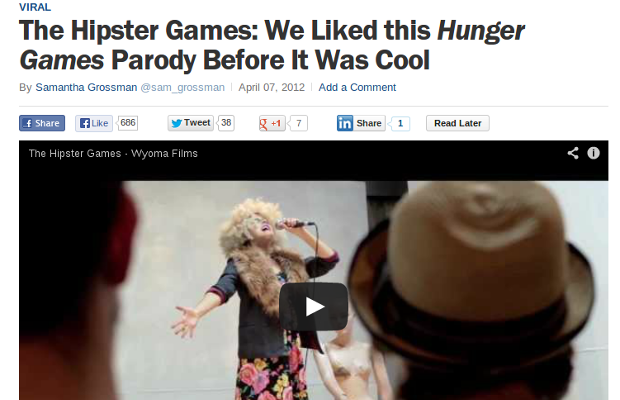 VIRAL
The Hipster Games: We Liked this Hunger
Games Parody Before It Was Cool
By Samantha Grossman @sam_grossman | April 07, 2012 | Add a Comment
Share Like 686 Tweet 38 +1 7 Share 1 Read Later
The Hipster Games - Wyoma Films